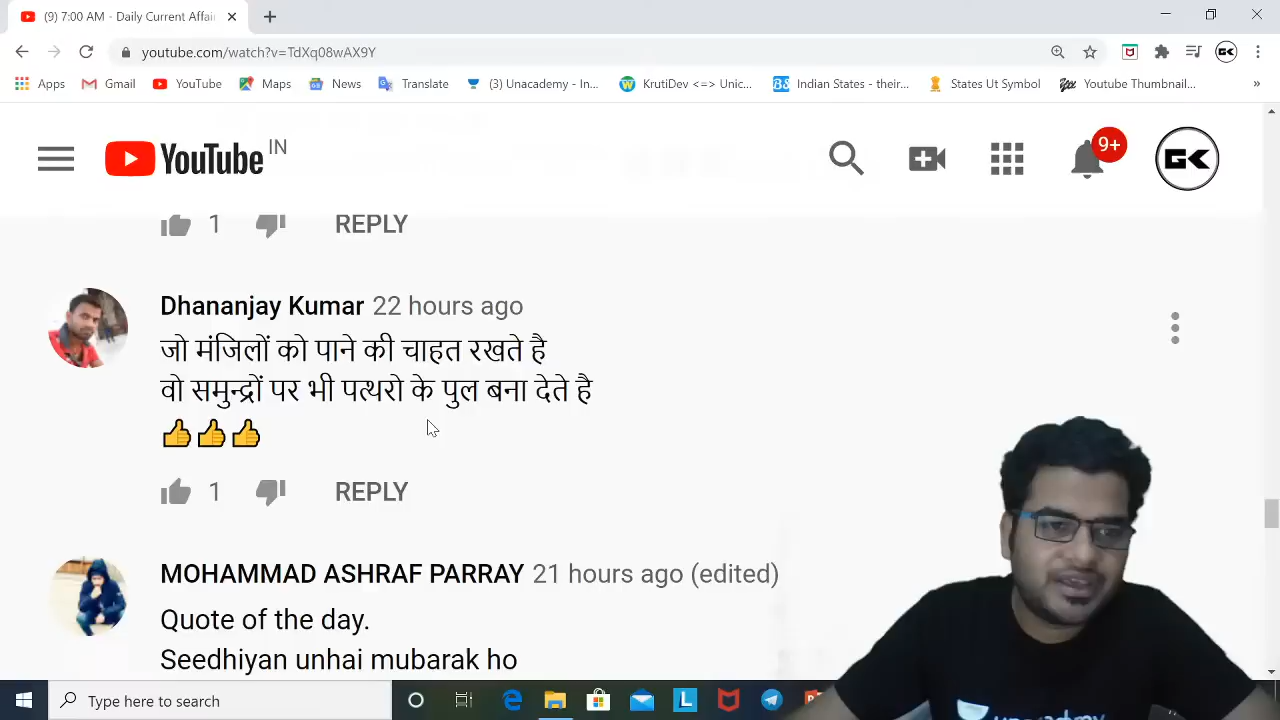 (9) 7:00 AM - Daily Current Affai
youtube.com/watch?v=TdXq08wAX9Y
GK
Apps Gmail YouTube Maps News Translate (3) Unacademy - In... KrutiDev <=> Unic... Indian States - their... States Ut Symbol Youtube Thumbnail... »
YouTube IN 9+ GK
1 REPLY
Dhananjay Kumar 22 hours ago
जो मंजिलों को पाने की चाहत रखते है
वो समुन्द्रों पर भी पत्थरो के पुल बना देते है
👍👍👍
1 REPLY
MOHAMMAD ASHRAF PARRAY 21 hours ago (edited)
Quote of the day.
Seedhiyan unhai mubarak ho
Type here to search